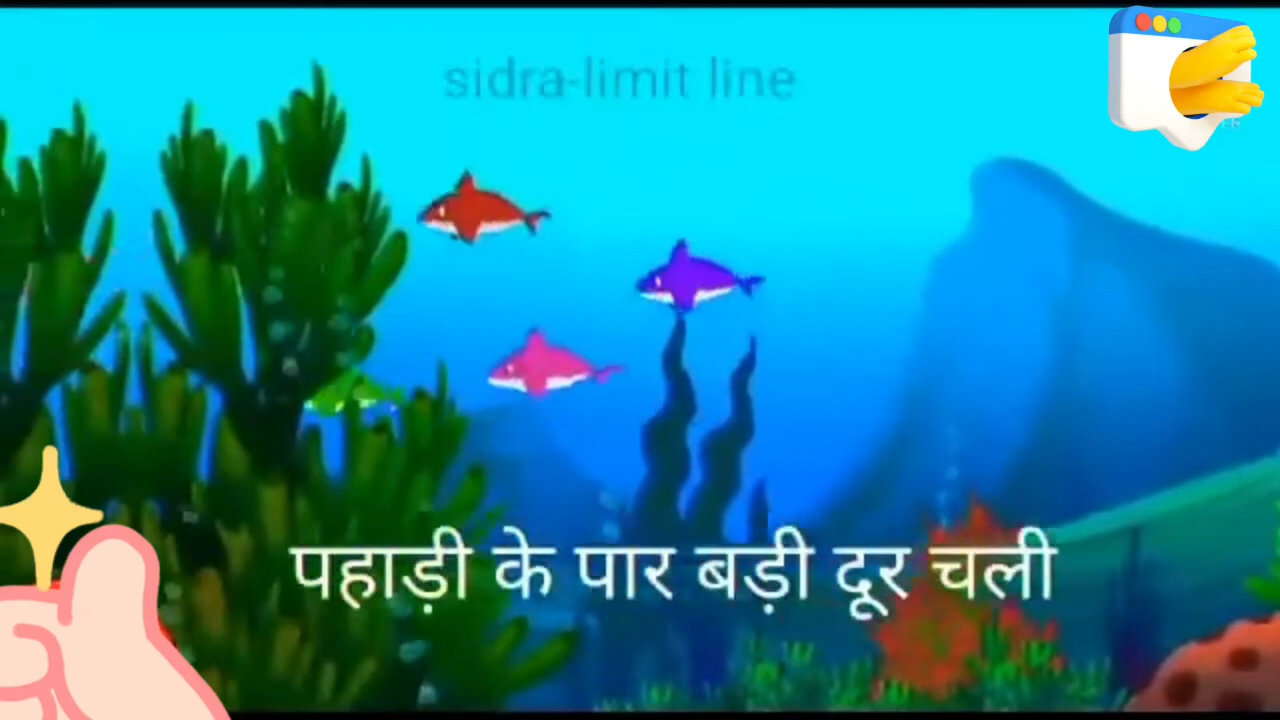 sidra-limit line
पहाड़ी के पार बड़ी दूर चली